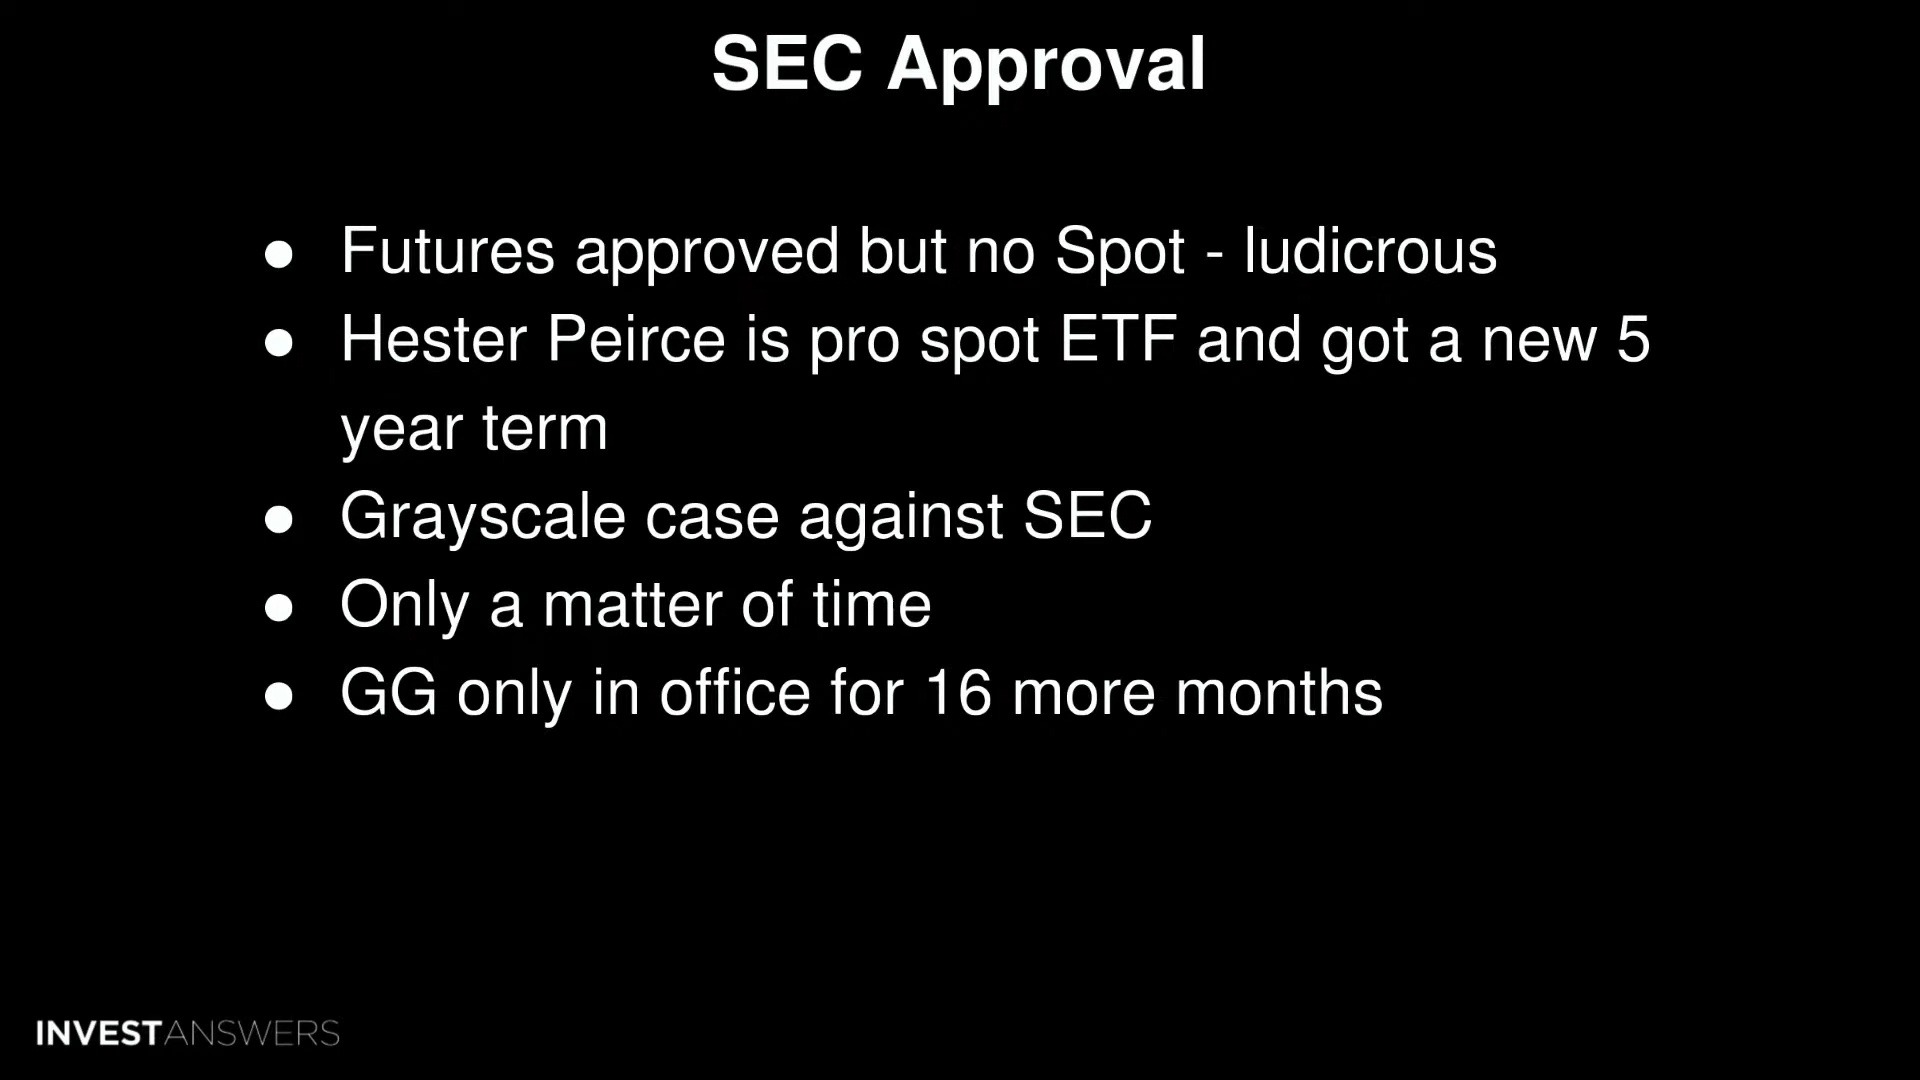 SEC Approval
● Futures approved but no Spot - ludicrous
● Hester Peirce is pro spot ETF and got a new 5
year term
● Grayscale case against SEC
● Only a matter of time
● GG only in office for 16 more months
INVESTANSWERS